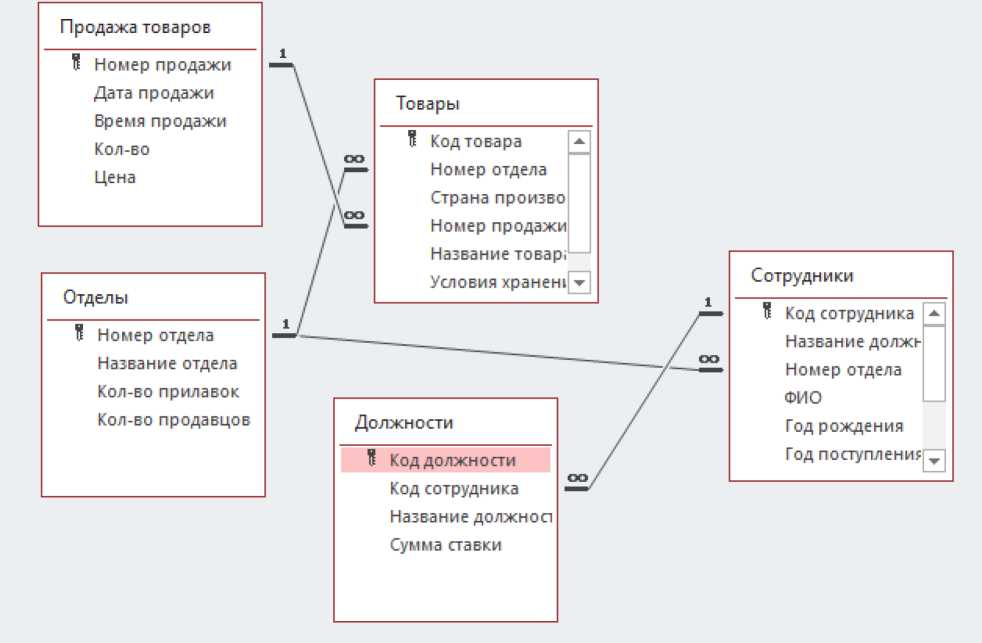 Продажа товаров
Номер продажи
Дата продажи
Время продажи
Кол-во
Цена
1
∞
∞
Товары
Код товара
Номер отдела
Страна произво
Номер продажи
Название товар
Условия хранен
Отделы
Номер отдела
Название отдела
Кол-во прилавок
Кол-во продавцов
1
Должности
Код должности
Код сотрудника
Название должност
Сумма ставки
∞
1
∞
Сотрудники
Код сотрудника
Название должн
Номер отдела
ФИО
Год рождения
Год поступления